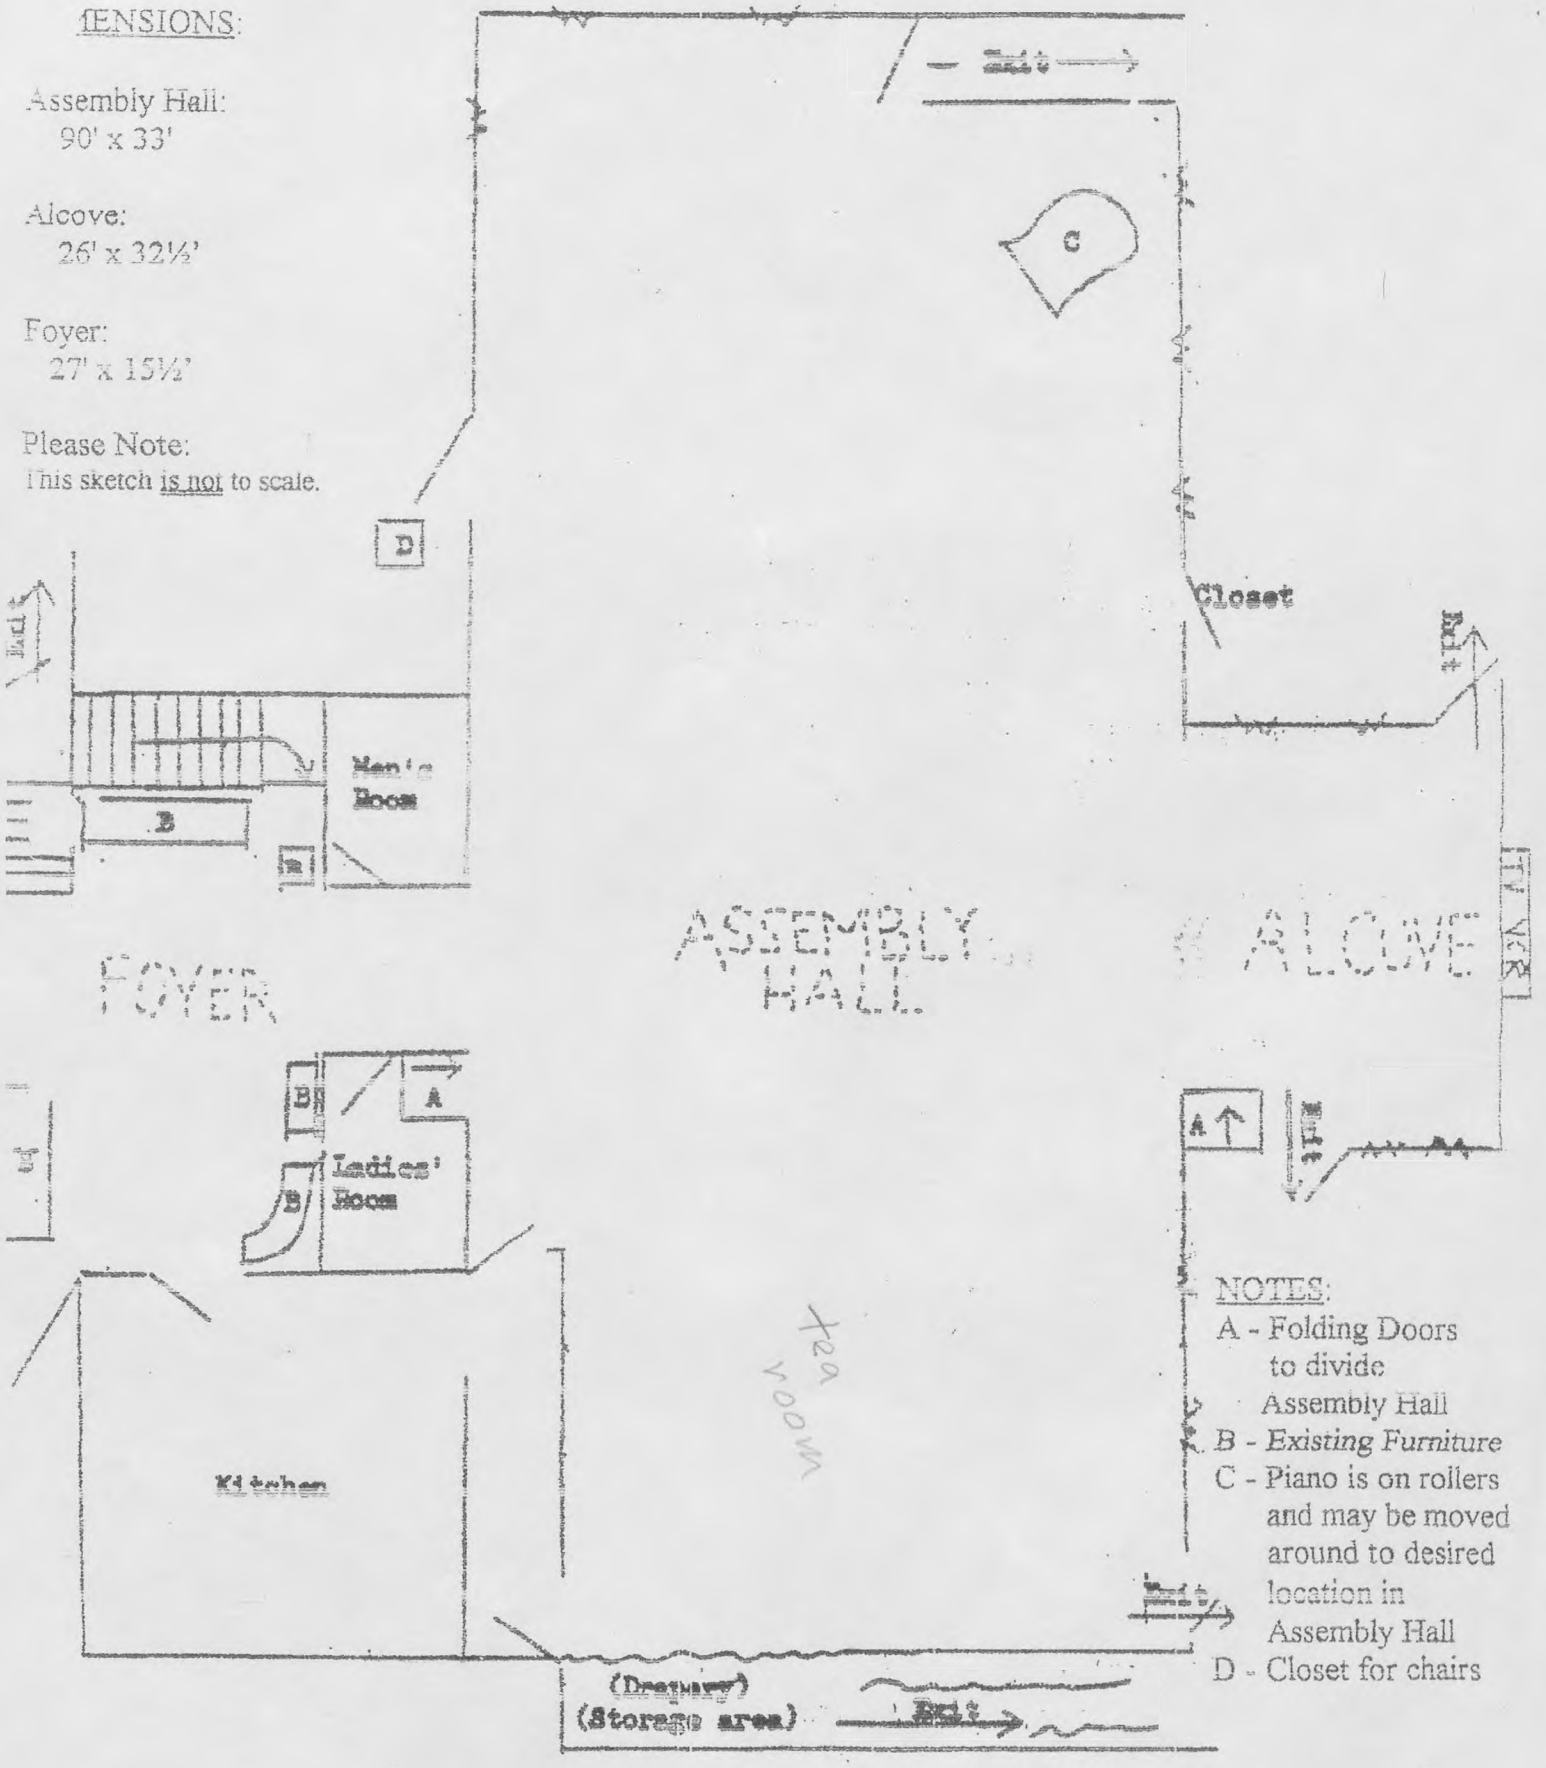 IENSIONS:
Assembly Hall:
90' x 33'
Alcove:
26' x 32½'
Foyer:
27' x 15½'
Please Note:
This sketch is not to scale.
Exit
C
D
Closet
Exit
Exit
Men's
Room
B
B
TV VCR
ASSEMBLY
HALL
ALCOVE
FOYER
B
A
A
Exit
B
Ladies'
Room
B
tea
room
Kitchen
NOTES:
A - Folding Doors
to divide
Assembly Hall
B - Existing Furniture
C - Piano is on rollers
and may be moved
around to desired
location in
Assembly Hall
D - Closet for chairs
Exit
(Drapery)
(Storage area)
Exit